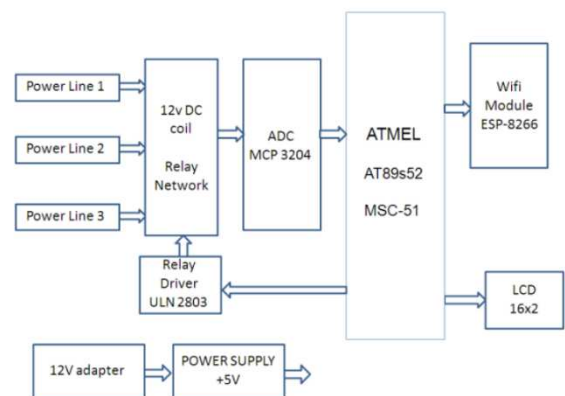 Power Line 1
Power Line 2
Power Line 3
12v DC
coil
Relay
Network
ADC
MCP 3204
ATMEL
AT89s52
MSC-51
Wifi
Module
ESP-8266
Relay
Driver
ULN 2803
LCD
16x2
12V adapter
POWER SUPPLY
+5V